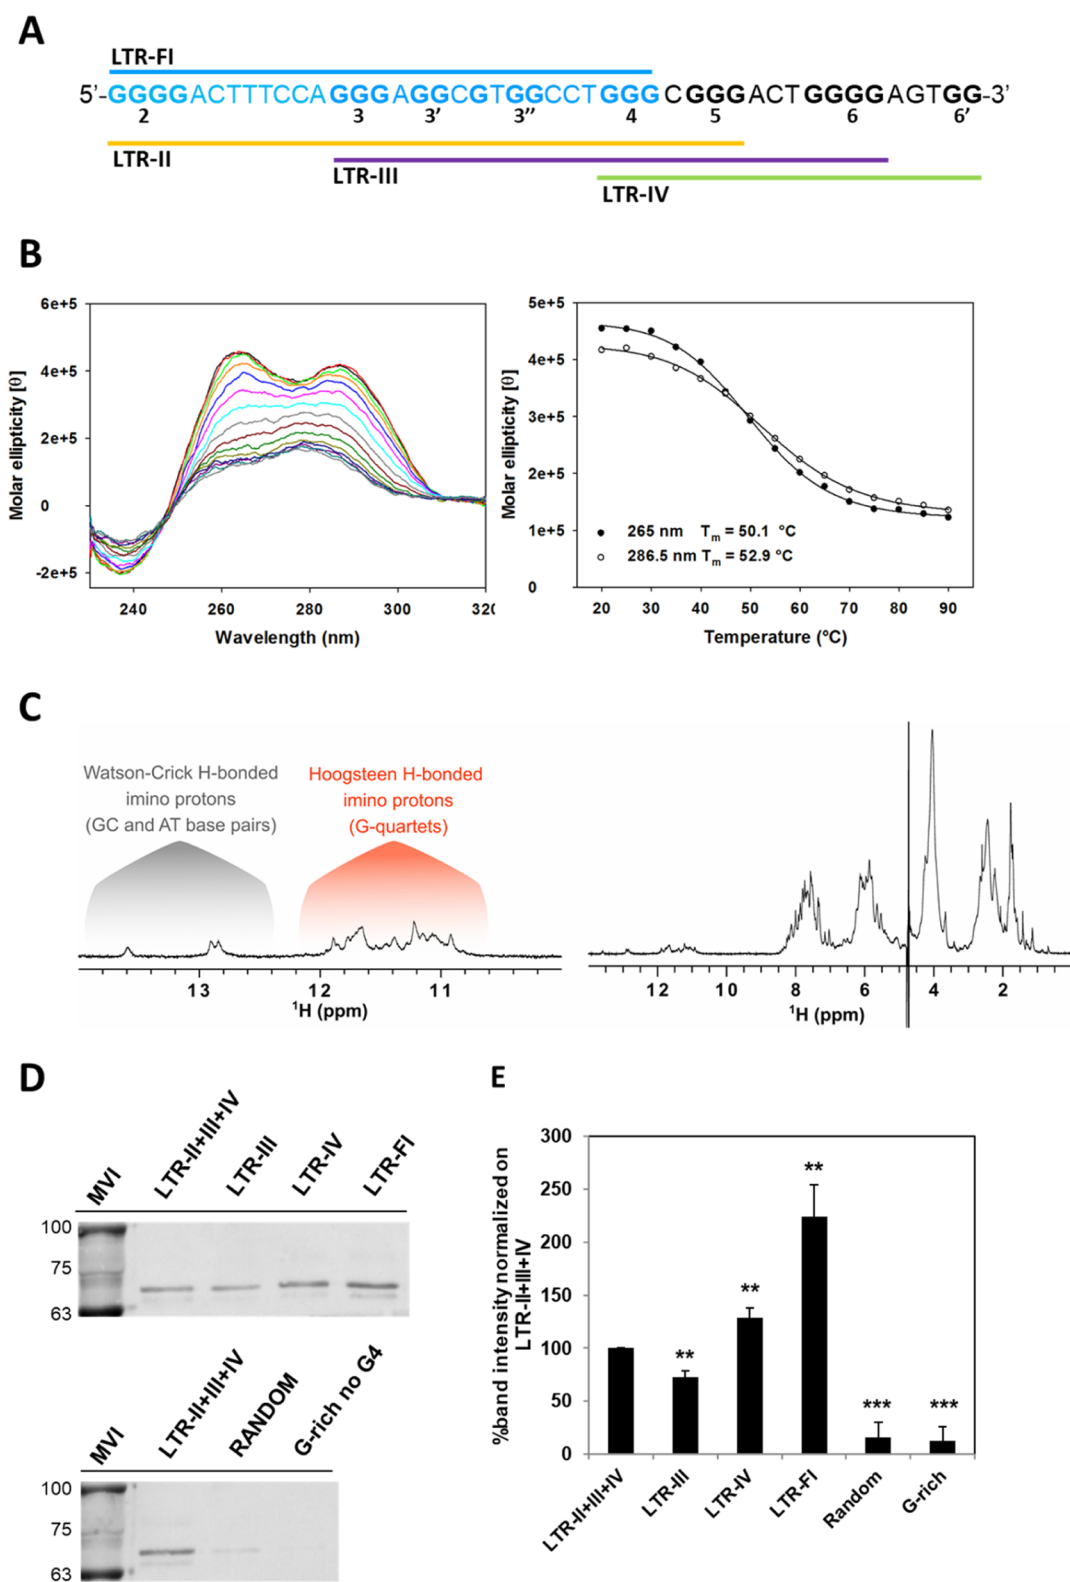 A
LTR-FI
5'-GGGGACTTTCCAGGGAGGCGTGGCCTGGGCGGGACTGGGGAGTGG-3'
2 3 3' 3'' 4 5 6 6'
LTR-II
LTR-III
LTR-IV
B
Molar ellipticity [θ]
6e+5
4e+5
2e+5
0
-2e+5
240 260 280 300 320
Wavelength (nm)
Molar ellipticity [θ]
5e+5
4e+5
3e+5
2e+5
1e+5
0
265 nm Tm = 50.1 °C
286.5 nm Tm = 52.9 °C
20 30 40 50 60 70 80 90
Temperature (°C)
C
Watson-Crick H-bonded
imino protons
(GC and AT base pairs)
Hoogsteen H-bonded
imino protons
(G-quartets)
13 12 11
¹H (ppm)
12 10 8 6 4 2
¹H (ppm)
D
MVI LTR-II+III+IV LTR-III LTR-IV LTR-FI
100
75
63
MVI LTR-II+III+IV RANDOM G-rich no G4
100
75
63
E
%band intensity normalized on
LTR-II+III+IV
300
250
200
150
100
50
0
** ** ** *** ***
LTR-II+III+IV LTR-III LTR-IV LTR-FI Random G-rich